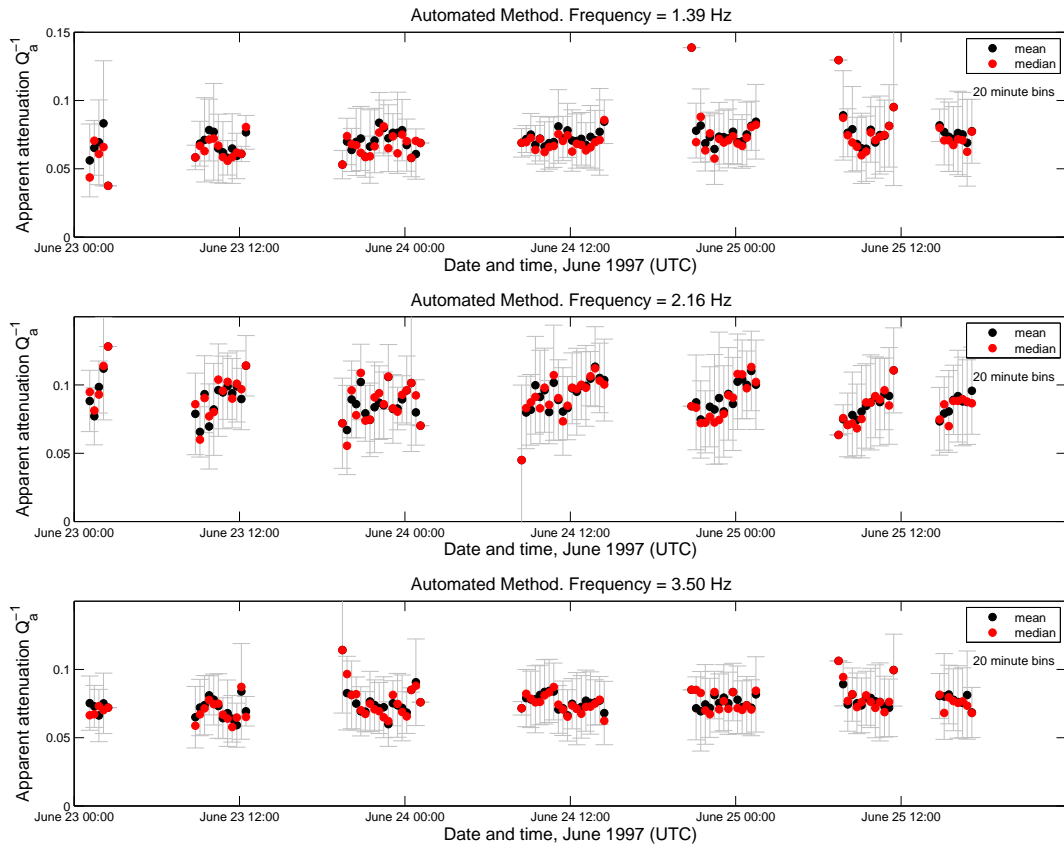 Automated Method. Frequency = 1.39 Hz
Apparent attenuation Q_a^{-1}
0.15
0.1
0.05
0
mean
median
20 minute bins
June 23 00:00
June 23 12:00
June 24 00:00
June 24 12:00
June 25 00:00
June 25 12:00
Date and time, June 1997 (UTC)
Automated Method. Frequency = 2.16 Hz
Apparent attenuation Q_a^{-1}
0.1
0.05
0
mean
median
20 minute bins
June 23 00:00
June 23 12:00
June 24 00:00
June 24 12:00
June 25 00:00
June 25 12:00
Date and time, June 1997 (UTC)
Automated Method. Frequency = 3.50 Hz
Apparent attenuation Q_a^{-1}
0.1
0.05
0
mean
median
20 minute bins
June 23 00:00
June 23 12:00
June 24 00:00
June 24 12:00
June 25 00:00
June 25 12:00
Date and time, June 1997 (UTC)